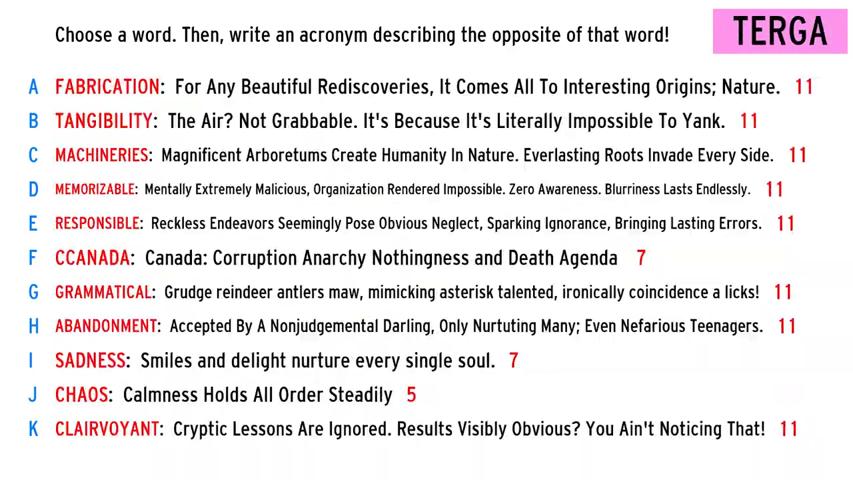 Choose a word. Then, write an acronym describing the opposite of that word!
TERGA
A FABRICATION: For Any Beautiful Rediscoveries, It Comes All To Interesting Origins; Nature. 11
B TANGIBILITY: The Air? Not Grabbable. It's Because It's Literally Impossible To Yank. 11
C MACHINERIES: Magnificent Arboretums Create Humanity In Nature. Everlasting Roots Invade Every Side. 11
D MEMORIZABLE: Mentally Extremely Malicious, Organization Rendered Impossible. Zero Awareness. Blurriness Lasts Endlessly. 11
E RESPONSIBLE: Reckless Endeavors Seemingly Pose Obvious Neglect, Sparking Ignorance, Bringing Lasting Errors. 11
F CCANADA: Canada: Corruption Anarchy Nothingness and Death Agenda 7
G GRAMMATICAL: Grudge reindeer antlers maw, mimicking asterisk talented, ironically coincidence a licks! 11
H ABANDONMENT: Accepted By A Nonjudgemental Darling, Only Nurtuting Many; Even Nefarious Teenagers. 11
I SADNESS: Smiles and delight nurture every single soul. 7
J CHAOS: Calmness Holds All Order Steadily 5
K CLAIRVOYANT: Cryptic Lessons Are Ignored. Results Visibly Obvious? You Ain't Noticing That! 11